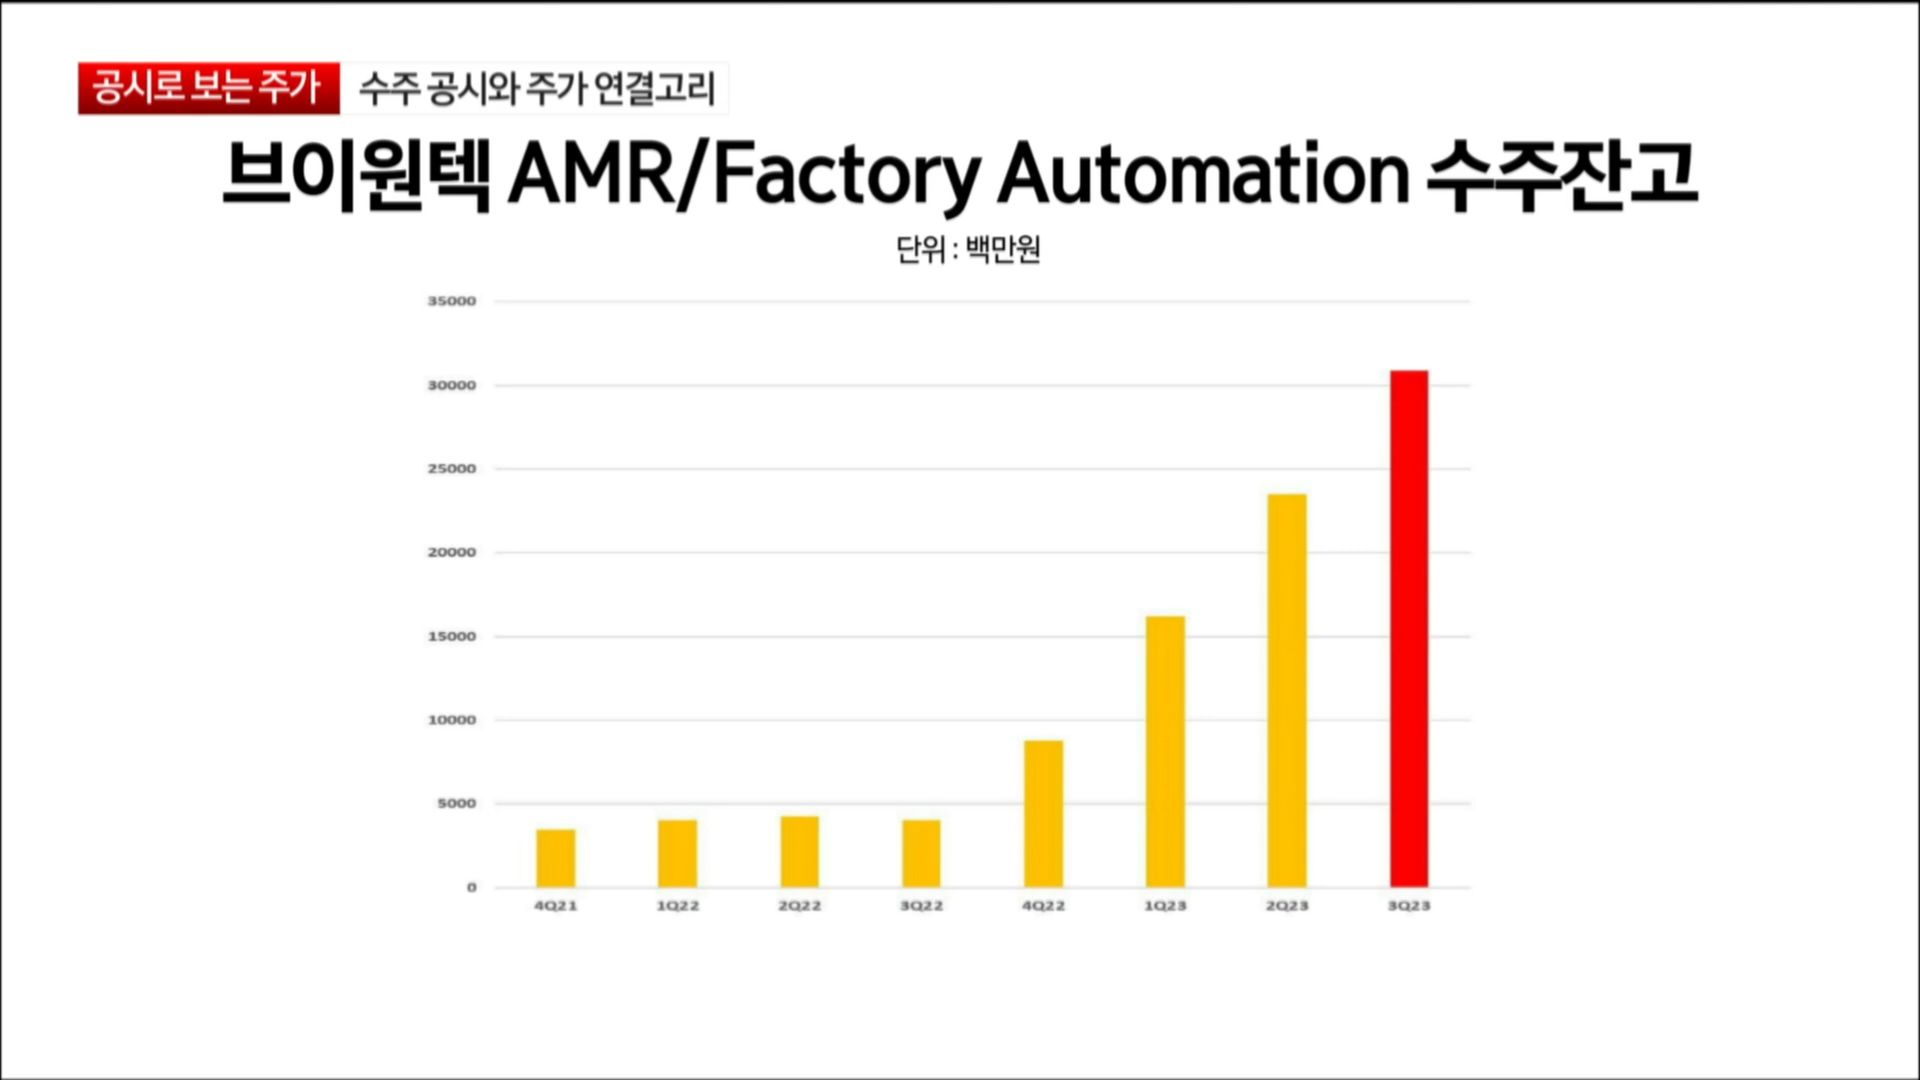 공시로 보는 주가 수주 공시와 주가 연결고리
브이원텍 AMR/Factory Automation 수주잔고
단위 : 백만원
35000
30000
25000
20000
15000
10000
5000
0
4Q21 1Q22 2Q22 3Q22 4Q22 1Q23 2Q23 3Q23